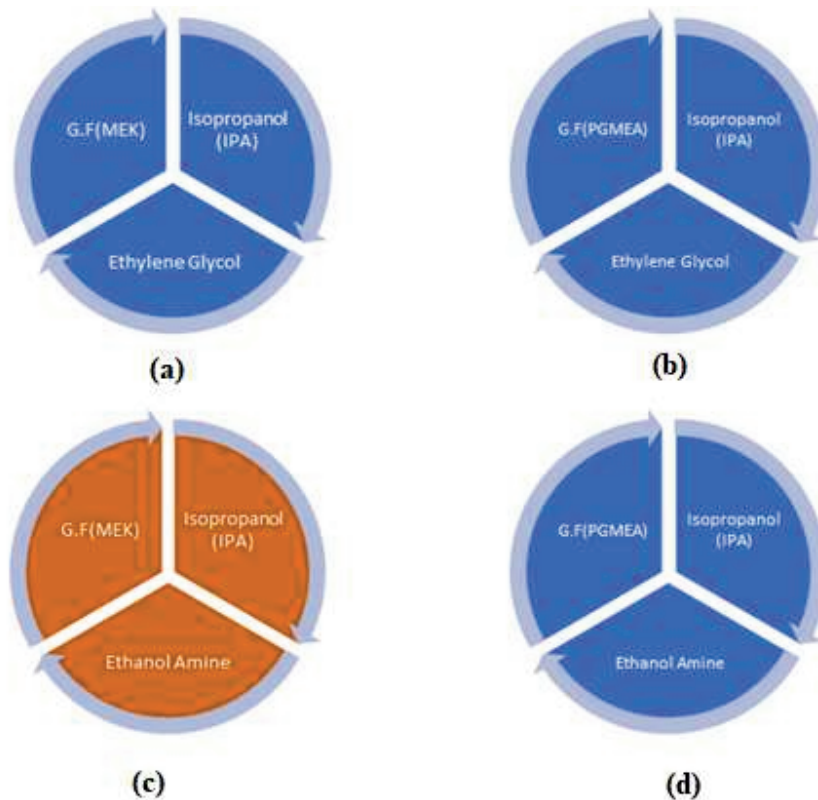 G.F(MEK)
Isopropanol
(IPA)
Ethylene Glycol
(a)
G.F(PGMEA)
Isopropanol
(IPA)
Ethylene Glycol
(b)
G.F(MEK)
Isopropanol
(IPA)
Ethanol Amine
(c)
G.F(PGMEA)
Isopropanol
(IPA)
Ethanol Amine
(d)